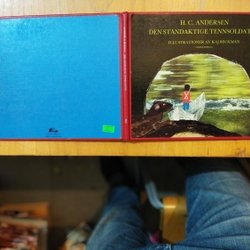 H. C. ANDERSEN
DEN STANDAKTIGE TENNSOLDATEN
ILLUSTRATIONER AV KAJ BECKMAN